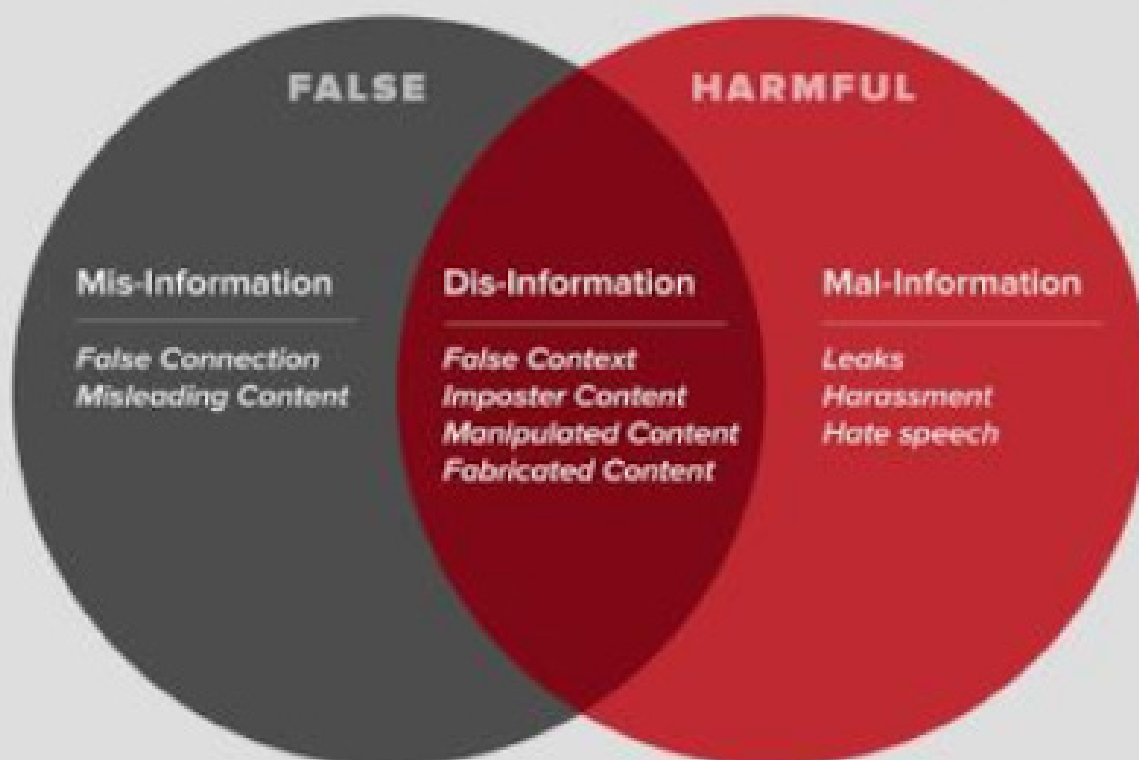 FALSE
HARMFUL
Mis-Information
False Connection
Misleading Content
Dis-Information
False Context
Imposter Content
Manipulated Content
Fabricated Content
Mal-Information
Leaks
Harassment
Hate speech